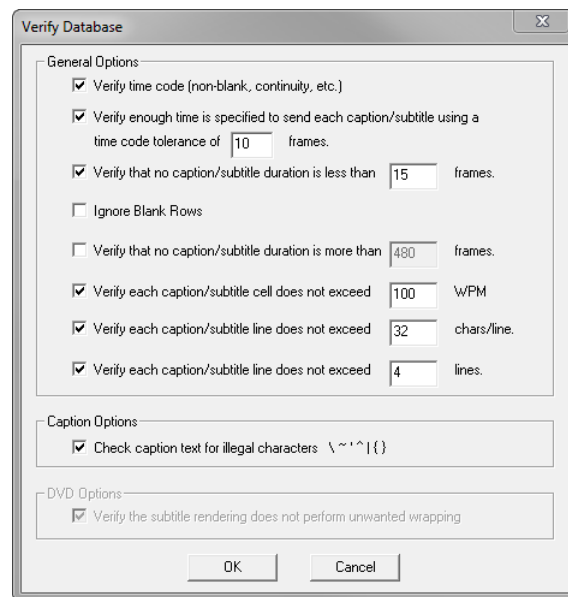 Verify Database
General Options
Verify time code (non-blank, continuity, etc.)
Verify enough time is specified to send each caption/subtitle using a
time code tolerance of 10 frames.
Verify that no caption/subtitle duration is less than 15 frames.
Ignore Blank Rows
Verify that no caption/subtitle duration is more than 480 frames.
Verify each caption/subtitle cell does not exceed 100 WPM
Verify each caption/subtitle line does not exceed 32 chars/line.
Verify each caption/subtitle line does not exceed 4 lines.
Caption Options
Check caption text for illegal characters \ ~ ' ^ | { }
DVD Options
Verify the subtitle rendering does not perform unwanted wrapping
OK Cancel